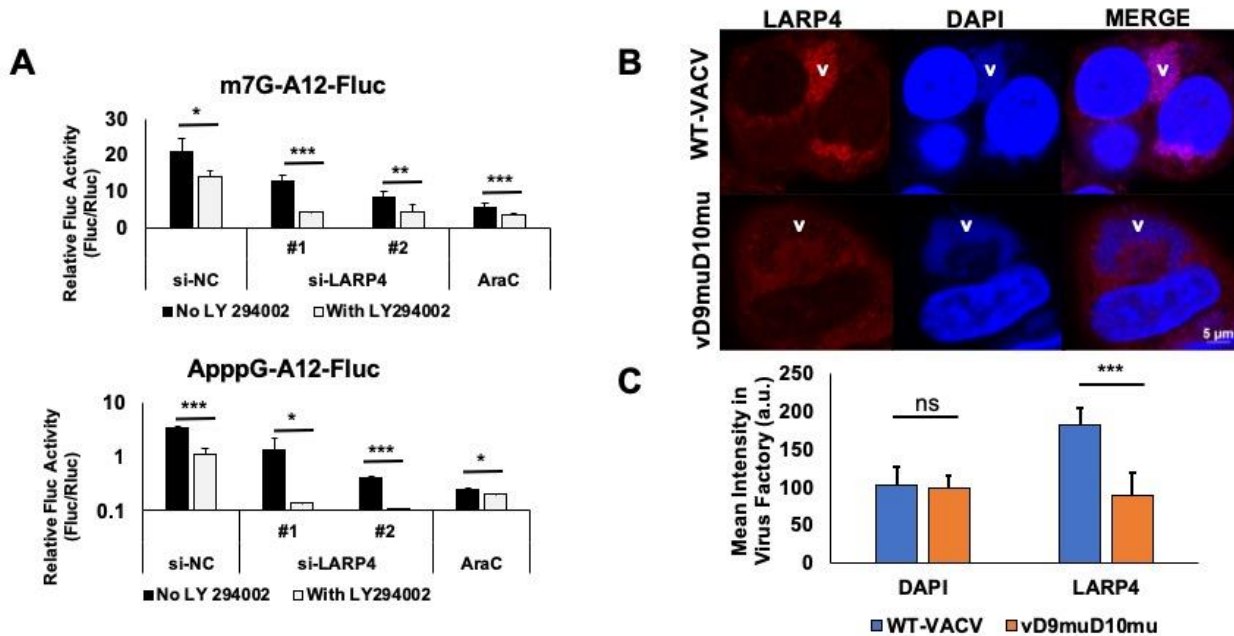 A
m7G-A12-Fluc
Relative Fluc Activity
(Fluc/Rluc)
30
20
10
0
*
***
**
***
#1
#2
si-NC
si-LARP4
AraC
No LY 294002
With LY294002
ApppG-A12-Fluc
Relative Fluc Activity
(Fluc/Rluc)
10
1
0.1
***
*
***
*
#1
#2
si-NC
si-LARP4
AraC
No LY 294002
With LY294002
B
LARP4
DAPI
MERGE
WT-VACV
v
v
v
vD9muD10mu
v
v
v
5 μm
C
Mean Intensity in
Virus Factory (a.u.)
250
200
150
100
50
0
ns
***
DAPI
LARP4
WT-VACV
vD9muD10mu